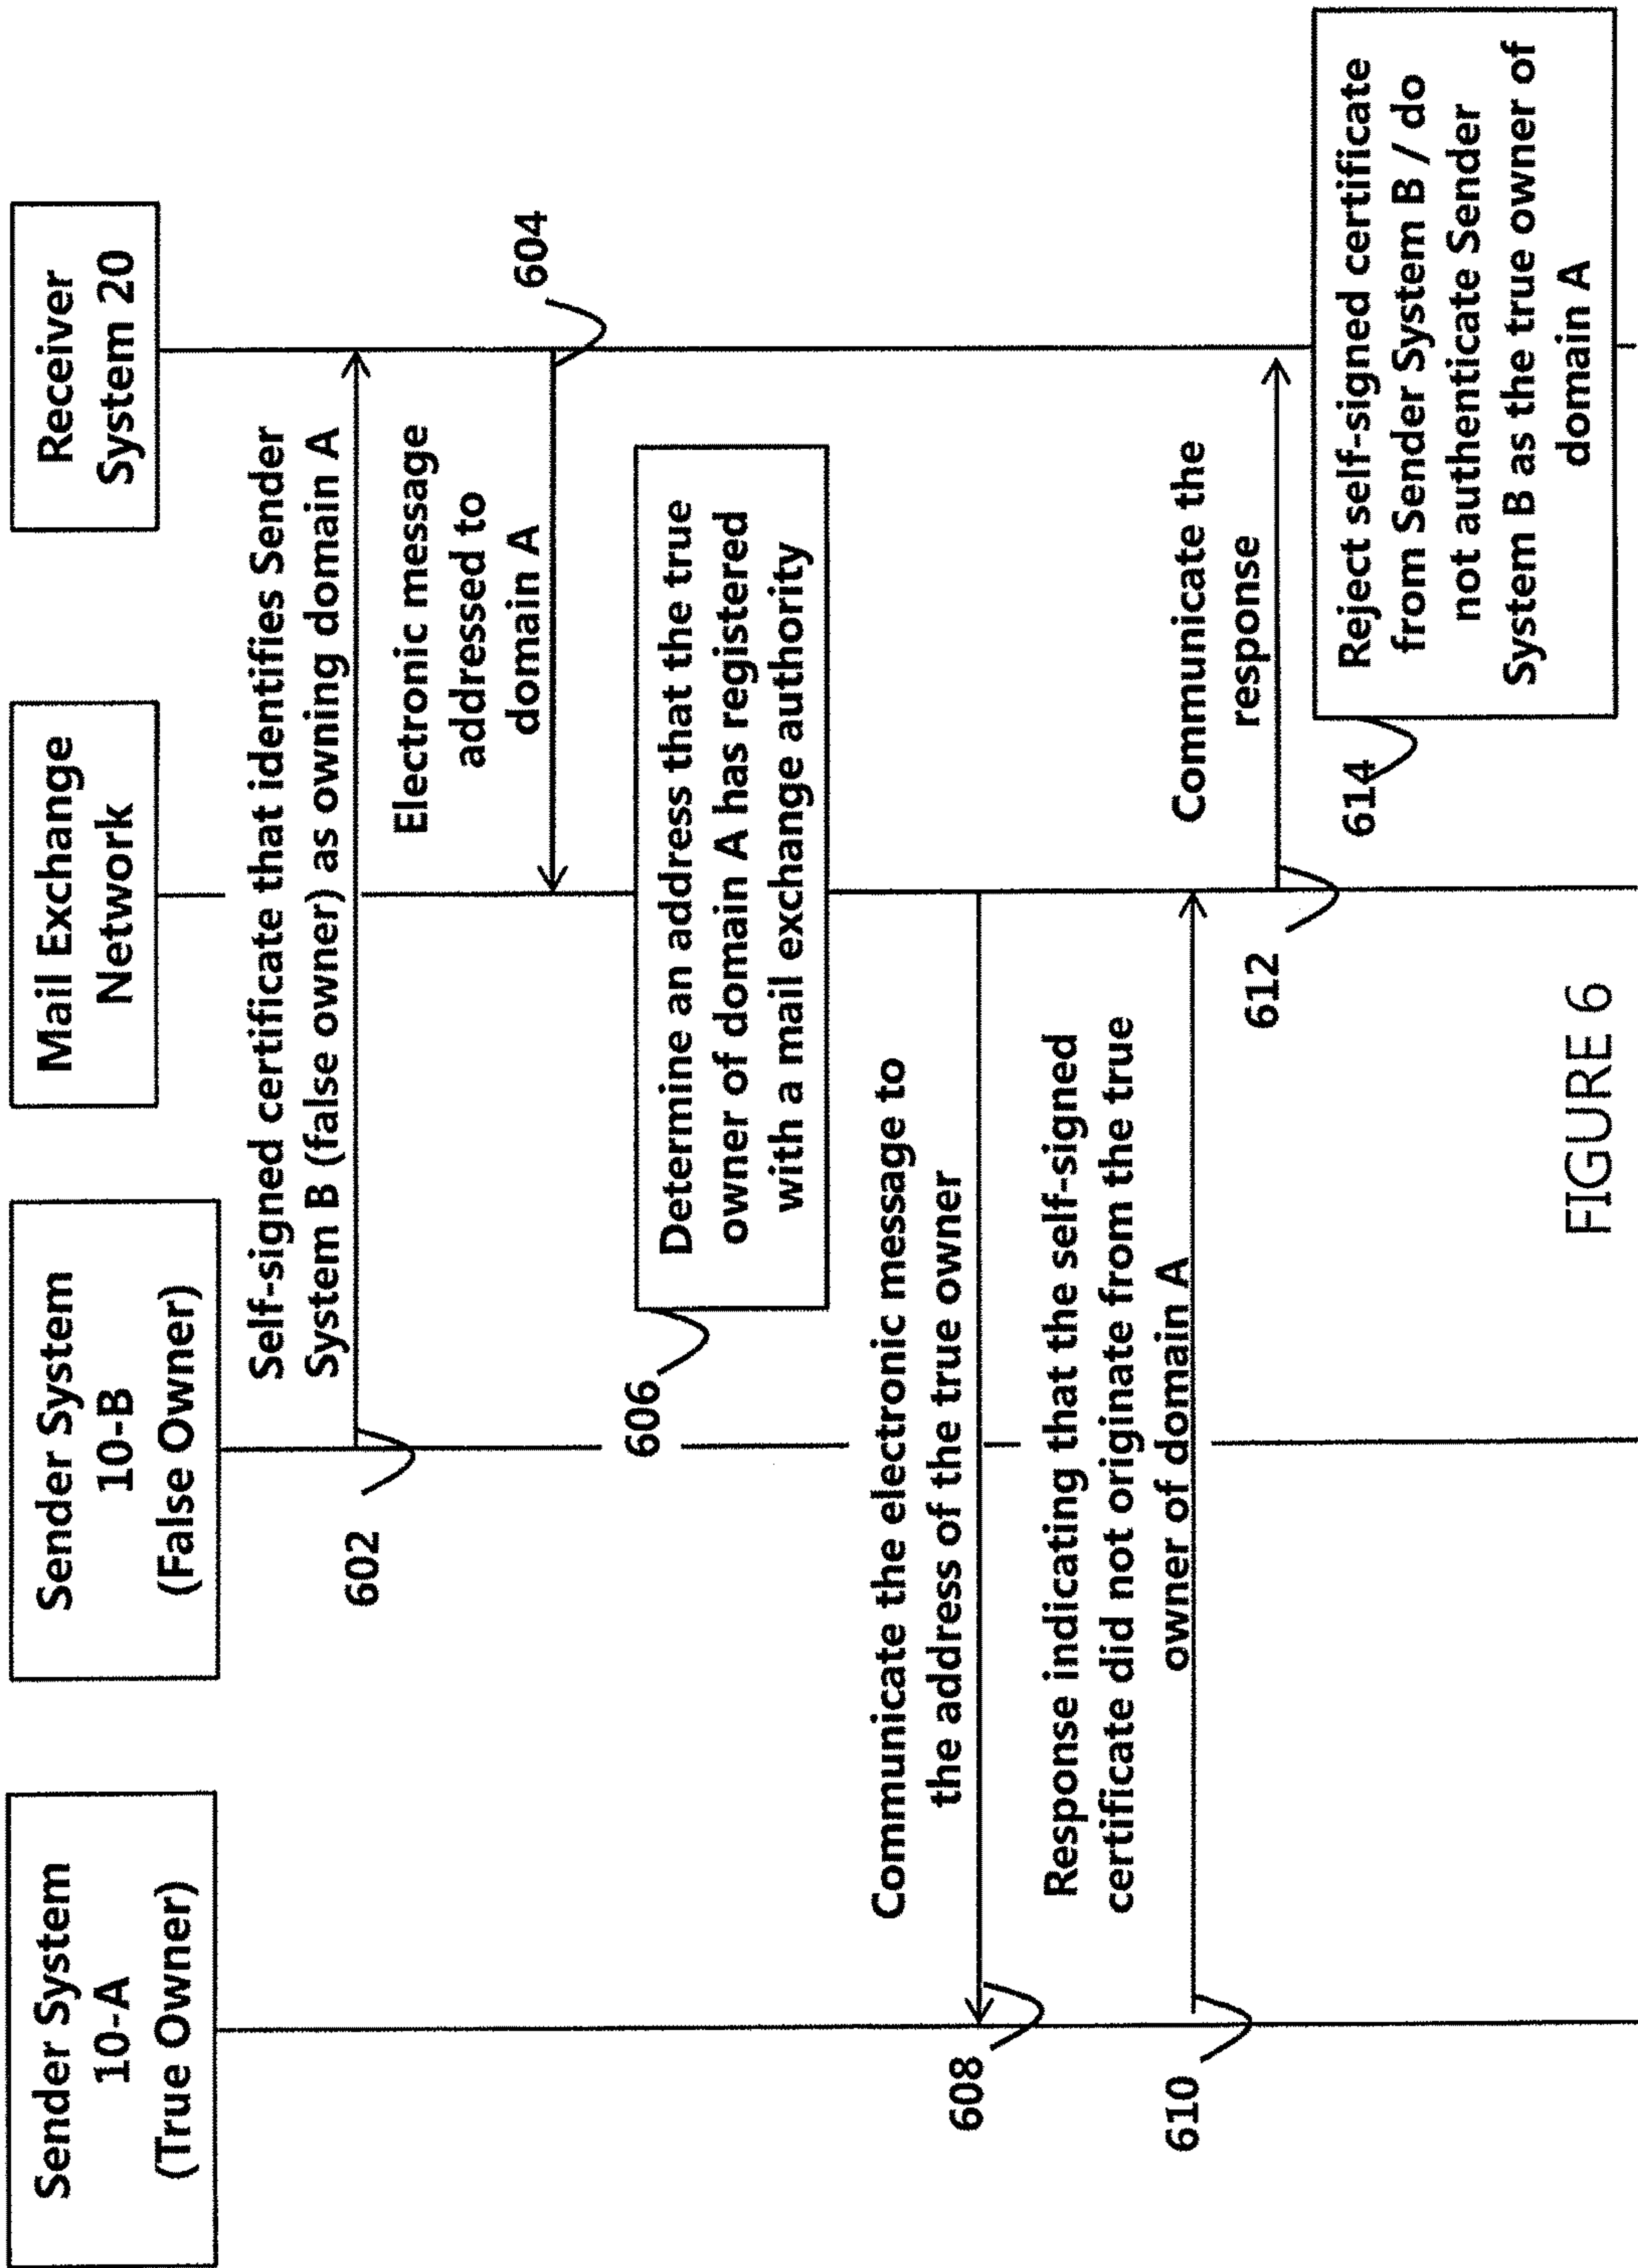 Sender System
10-A
(True Owner)
Sender System
10-B
(False Owner)
Mail Exchange
Network
Receiver
System 20
Self-signed certificate that identifies Sender
System B (false owner) as owning domain A
602
Electronic message
addressed to
domain A
604
Determine an address that the true
owner of domain A has registered
with a mail exchange authority
606
Communicate the electronic message to
the address of the true owner
608
Response indicating that the self-signed
certificate did not originate from the true
owner of domain A
610
Communicate the
response
612
Reject self-signed certificate
from Sender System B / do
not authenticate Sender
System B as the true owner of
domain A
614
FIGURE 6